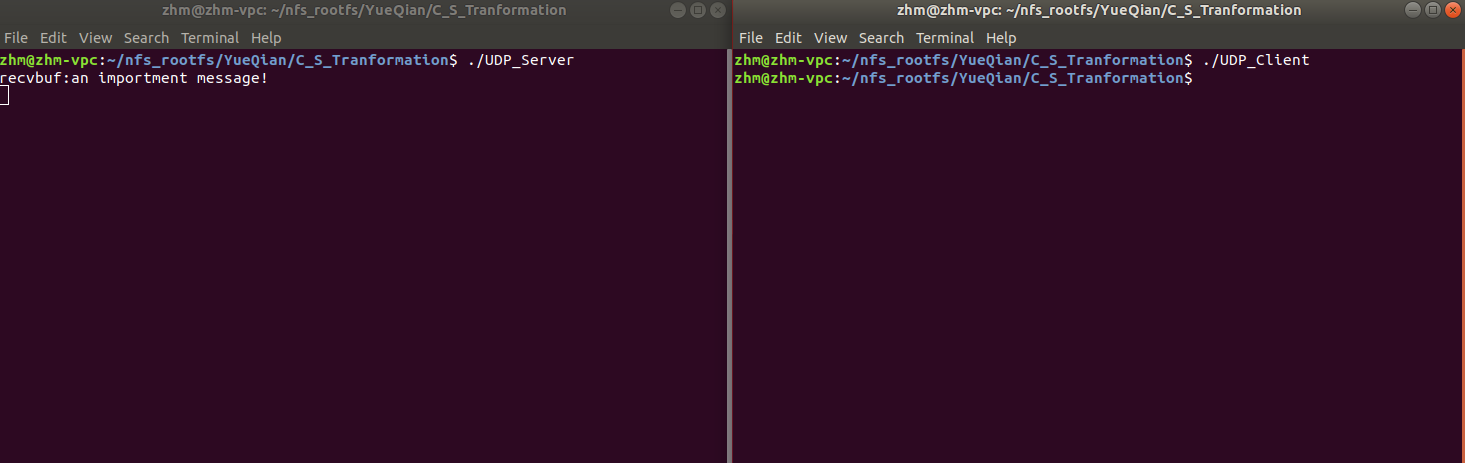 zhm@zhm-vpc: ~/nfs_rootfs/YueQian/C_S_Tranformation
File Edit View Search Terminal Help
zhm@zhm-vpc:~/nfs_rootfs/YueQian/C_S_Tranformation$ ./UDP_Server
recvbuf:an importment message!
zhm@zhm-vpc: ~/nfs_rootfs/YueQian/C_S_Tranformation
File Edit View Search Terminal Help
zhm@zhm-vpc:~/nfs_rootfs/YueQian/C_S_Tranformation$ ./UDP_Client
zhm@zhm-vpc:~/nfs_rootfs/YueQian/C_S_Tranformation$